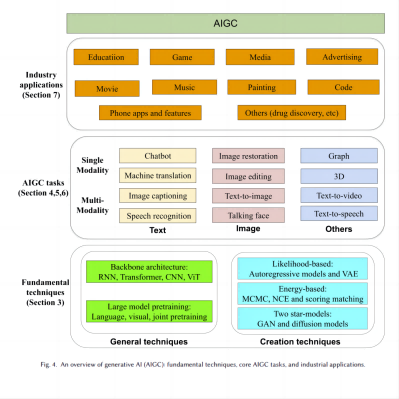 AIGC
Educatiion Game Media Advertising
Industry
applications
(Section 7)
Movie Music Painting Code
Phone apps and features Others (drug discovery, etc)
Single
Modality
Chatbot Image restoration Graph
Machine translation Image editing 3D
AIGC tasks
(Section 4,5,6)
Multi-
Modality
Image captioning Text-to-image Text-to-video
Speech recognition Talking face Text-to-speech
Text Image Others
Fundamental
techniques
(Section 3)
Backbone architecture:
RNN, Transformer, CNN, ViT
Large model pretraining:
Language, visual, joint pretraining
General techniques
Likelihood-based:
Autoregressive models and VAE
Energy-based:
MCMC, NCE and scoring matching
Two star-models:
GAN and diffusion models
Creation techniques
Fig. 4. An overview of generative AI (AIGC): fundamental techniques, core AIGC tasks, and industrial applications.